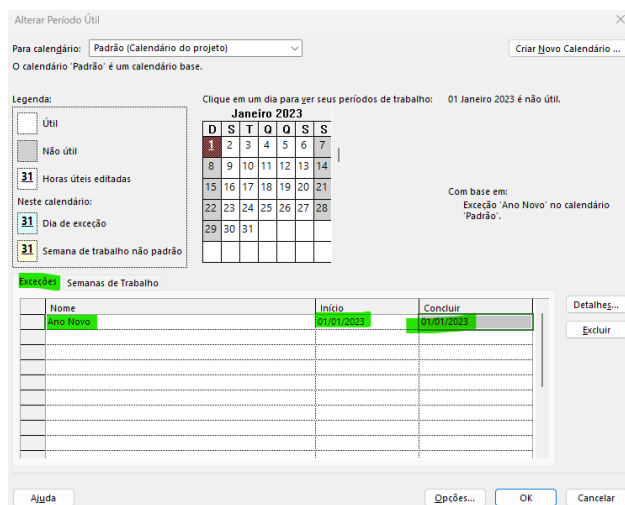 Alterar Período Útil
Para calendário: Padrão (Calendário do projeto) Criar Novo Calendário ...
O calendário 'Padrão' é um calendário base.
Legenda:
Útil
Não útil
31 Horas úteis editadas
Neste calendário:
31 Dia de exceção
31 Semana de trabalho não padrão
Clique em um dia para ver seus períodos de trabalho:
Janeiro 2023
D S T Q Q S S
1 2 3 4 5 6 7
8 9 10 11 12 13 14
15 16 17 18 19 20 21
22 23 24 25 26 27 28
29 30 31
01 Janeiro 2023 é não útil.
Com base em:
Exceção 'Ano Novo' no calendário
'Padrão'.
Exceções Semanas de Trabalho
Nome Início Concluir
Ano Novo 01/01/2023 01/01/2023
Detalhes...
Excluir
Ajuda Opções... OK Cancelar